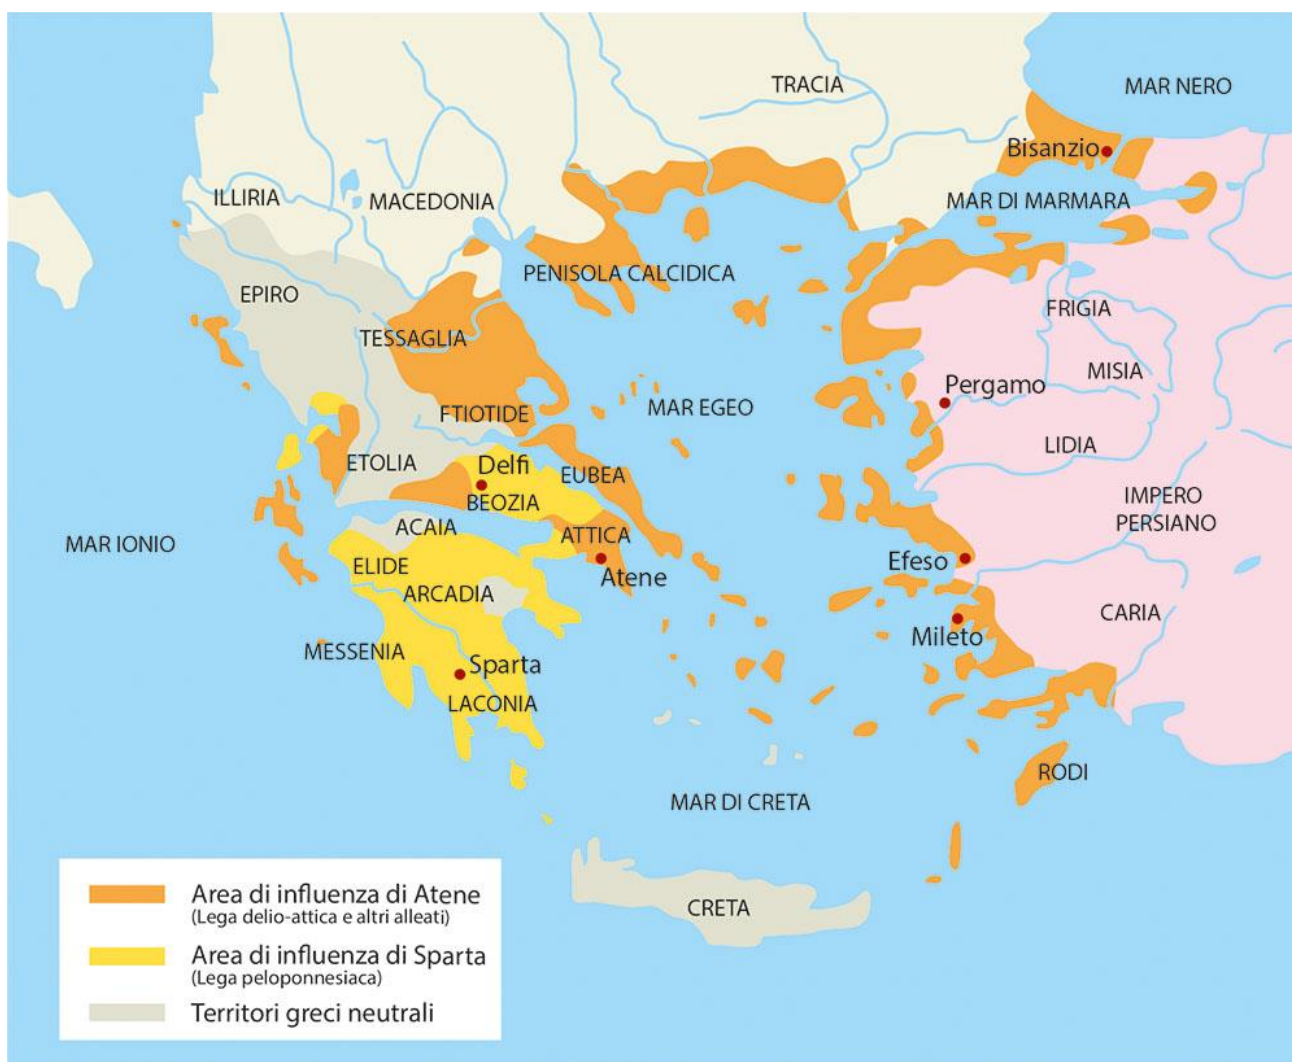 TRACIA
MAR NERO
Bisanzio
ILLIRIA
MACEDONIA
MAR DI MARMARA
PENISOLA CALCIDICA
EPIRO
FRIGIA
TESSAGLIA
MISIA
Pergamo
MAR EGEO
FTIOTIDE
LIDIA
ETOLIA
Delfi
EUBEA
BEOZIA
IMPERO
PERSIANO
ACAIA
ATTICA
MAR IONIO
ELIDE
Efeso
Atene
ARCADIA
CARIA
Mileto
MESSENIA
Sparta
LACONIA
RODI
MAR DI CRETA
CRETA
Area di influenza di Atene
(Lega delio-attica e altri alleati)
Area di influenza di Sparta
(Lega peloponnesiaca)
Territori greci neutrali